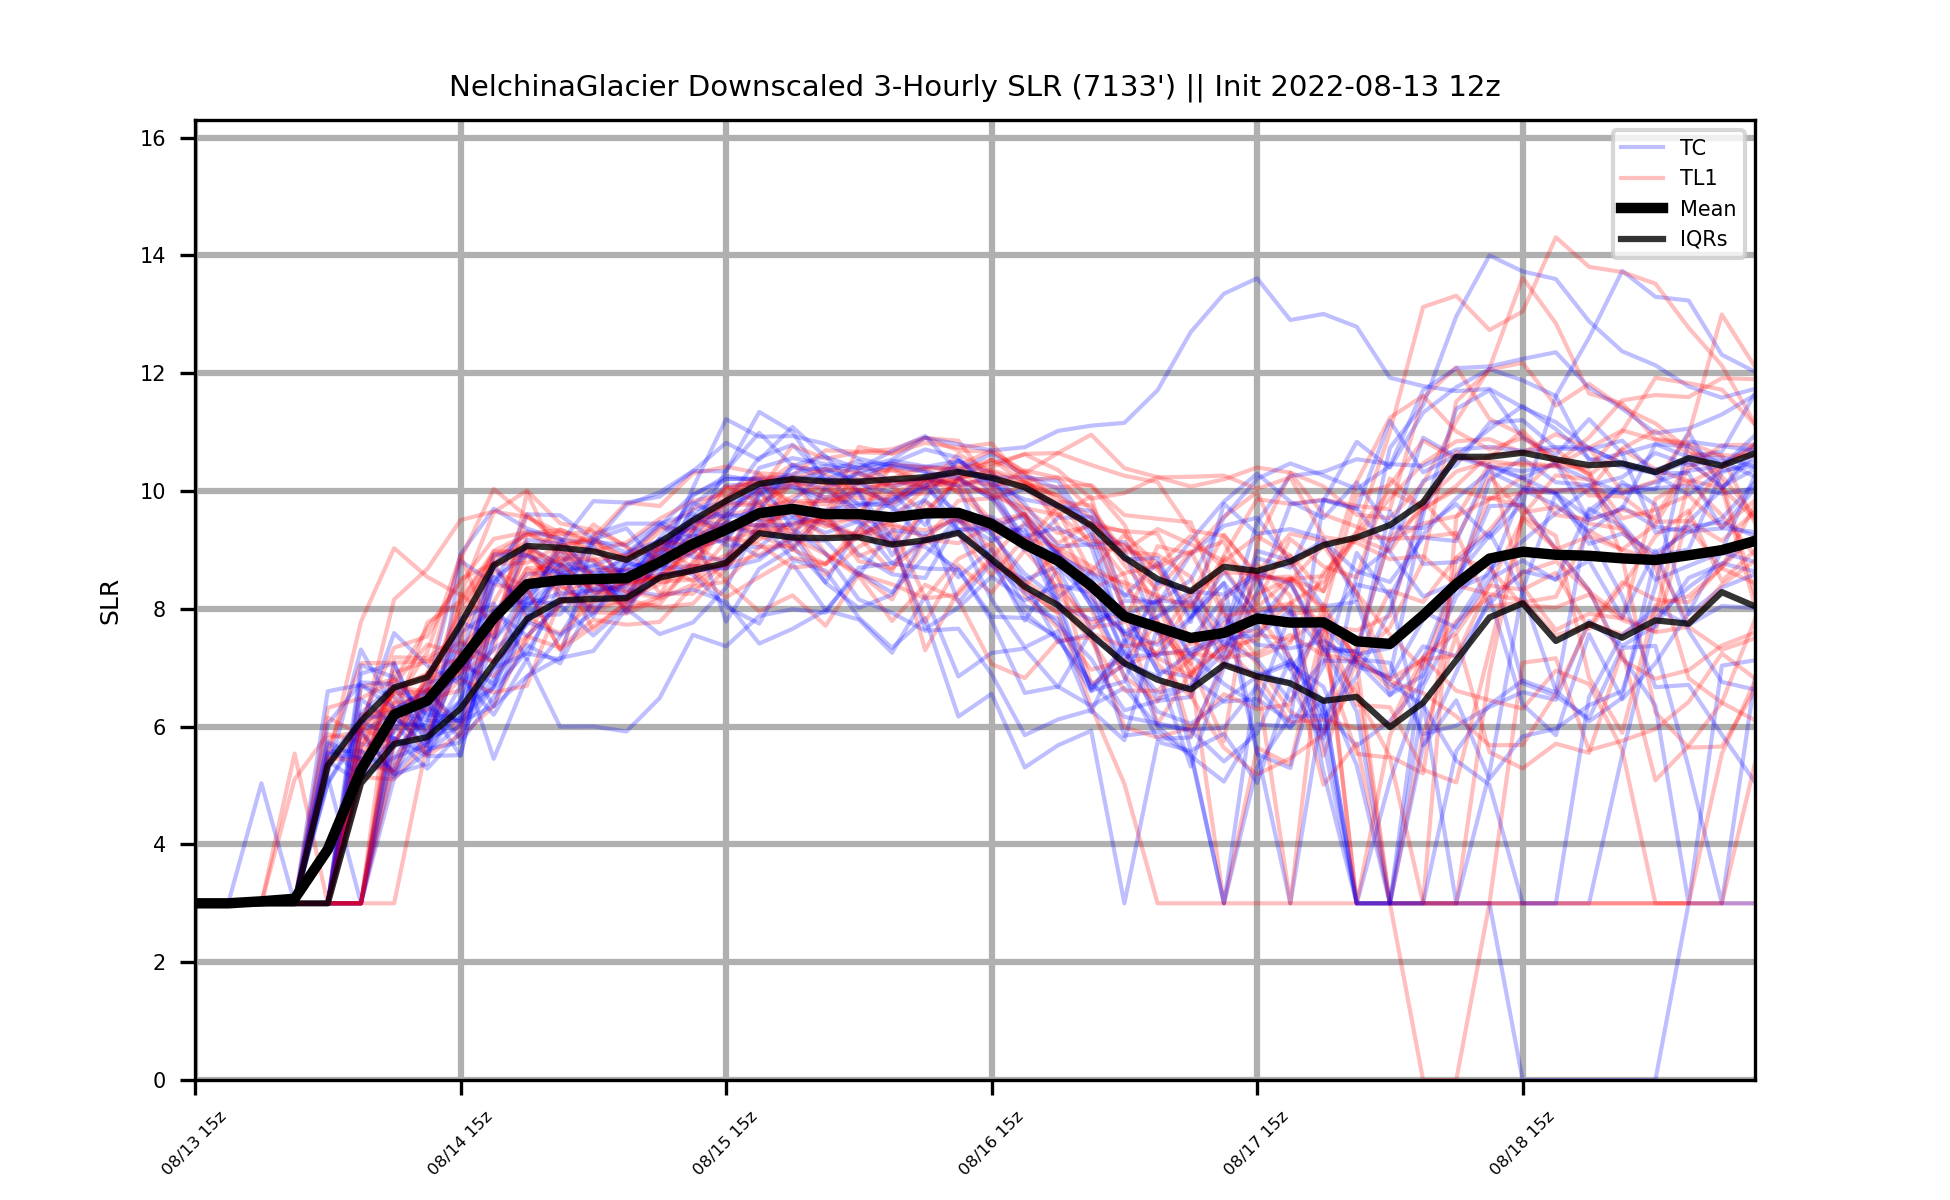 NelchinaGlacier Downscaled 3-Hourly SLR (7133') || Init 2022-08-13 12z
TC
TL1
Mean
IQRs
SLR
16
14
12
10
8
6
4
2
0
08/13 15z
08/14 15z
08/15 15z
08/16 15z
08/17 15z
08/18 15z